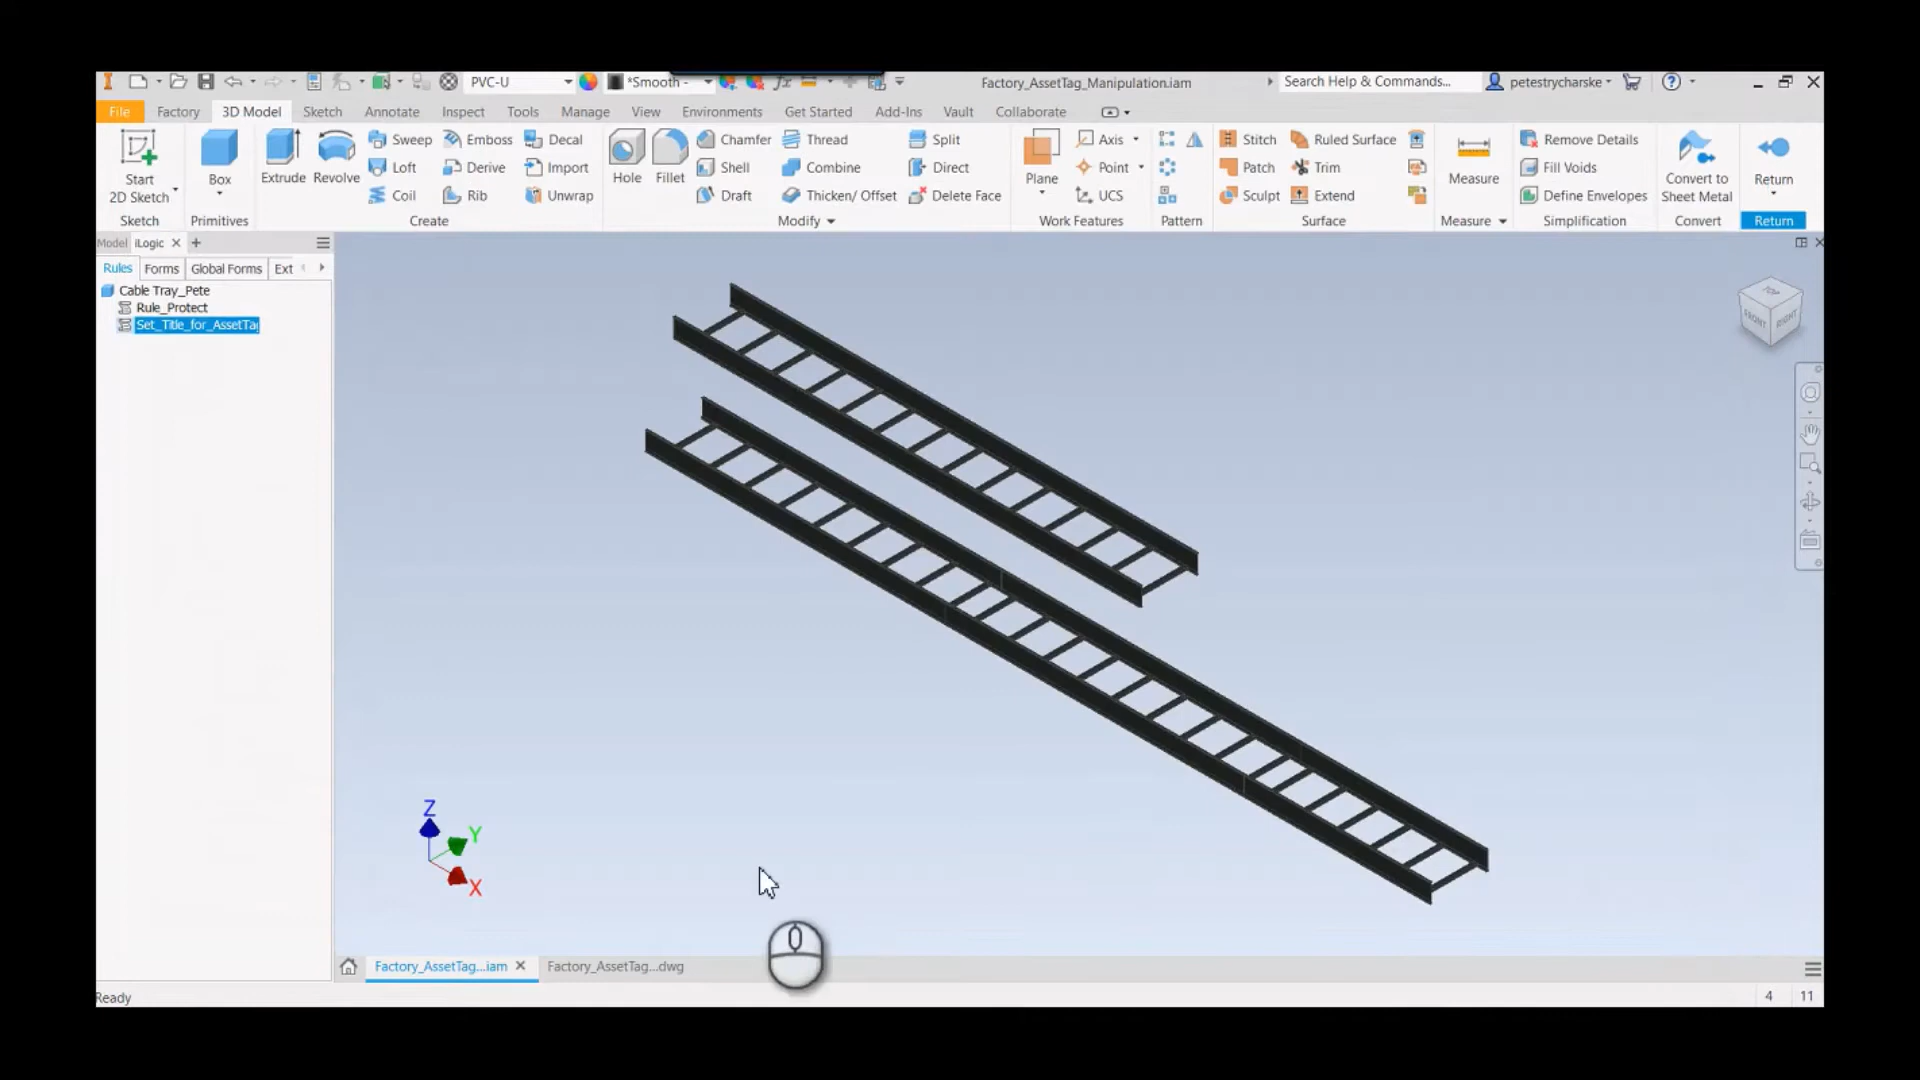 PVC-U
*Smooth -
Factory_AssetTag_Manipulation.iam
Search Help & Commands...
petestrycharske
File
Factory
3D Model
Sketch
Annotate
Inspect
Tools
Manage
View
Environments
Get Started
Add-Ins
Vault
Collaborate
Start
2D Sketch
Box
Extrude
Revolve
Sweep
Emboss
Decal
Loft
Derive
Import
Coil
Rib
Unwrap
Hole
Fillet
Chamfer
Thread
Split
Shell
Combine
Direct
Draft
Thicken/ Offset
Delete Face
Plane
Axis
Point
UCS
Stitch
Ruled Surface
Patch
Trim
Sculpt
Extend
Measure
Remove Details
Fill Voids
Define Envelopes
Convert to
Sheet Metal
Return
Sketch
Primitives
Create
Modify
Work Features
Pattern
Surface
Measure
Simplification
Convert
Return
Model
iLogic
Rules
Forms
Global Forms
Ext
Cable Tray_Pete
Rule_Protect
Set_Title_for_AssetTag
TOP
FRONT
RIGHT
Z
Y
X
Factory_AssetTag...iam
Factory_AssetTag...dwg
Ready
4
11